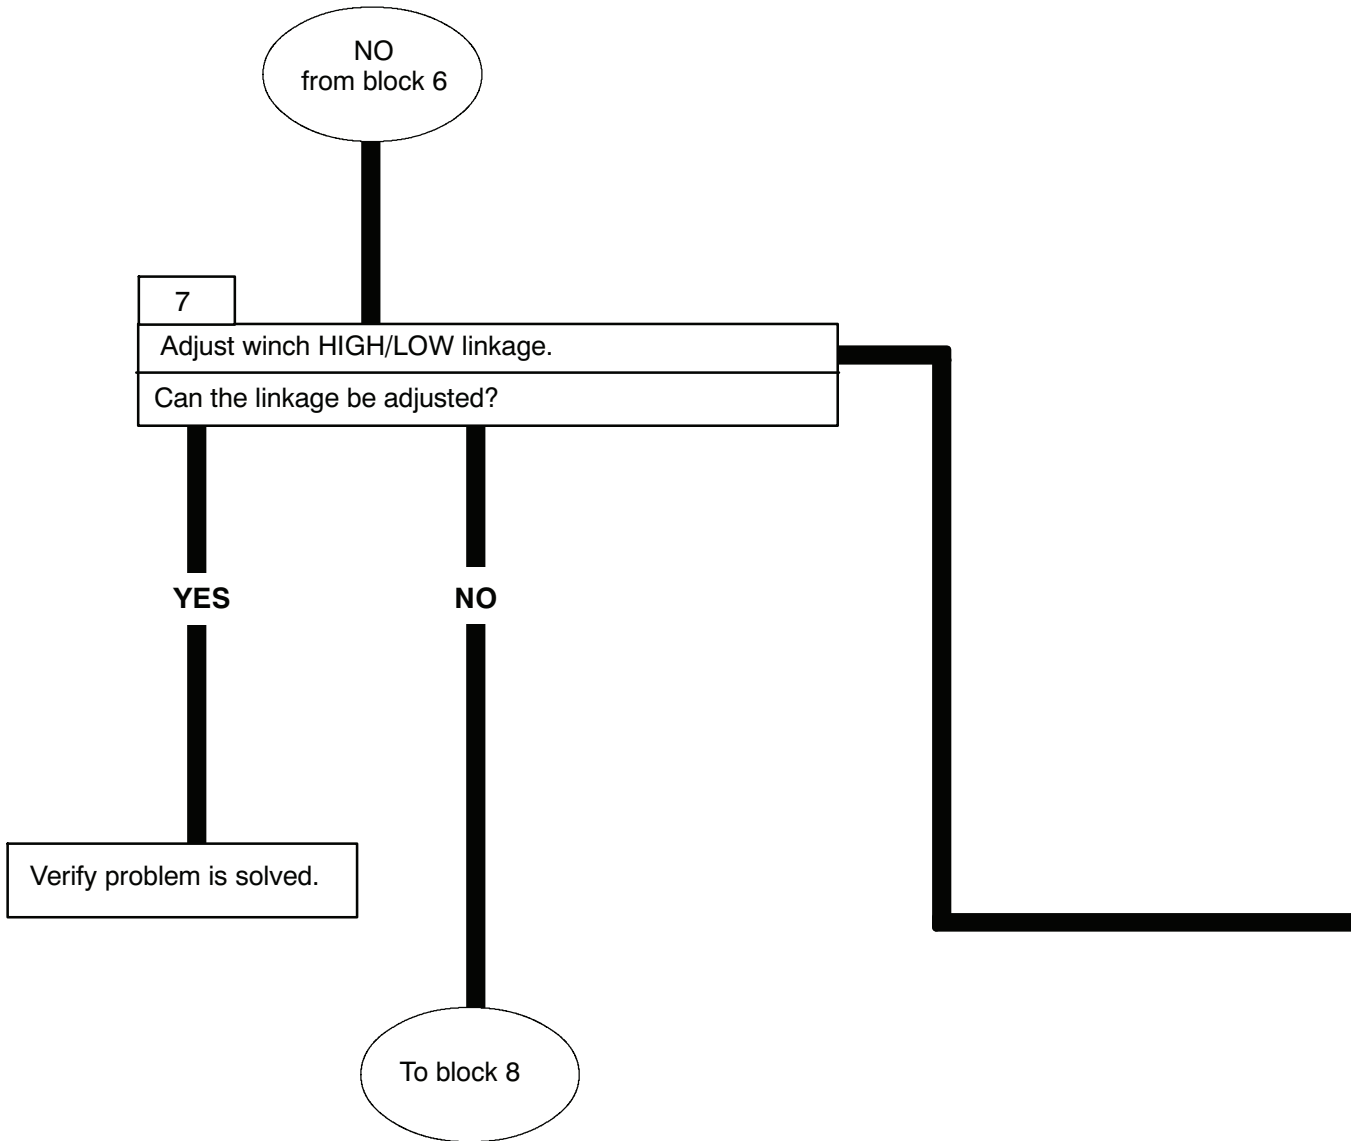 NO
from block 6
7
Adjust winch HIGH/LOW linkage.
Can the linkage be adjusted?
YES
NO
Verify problem is solved.
To block 8